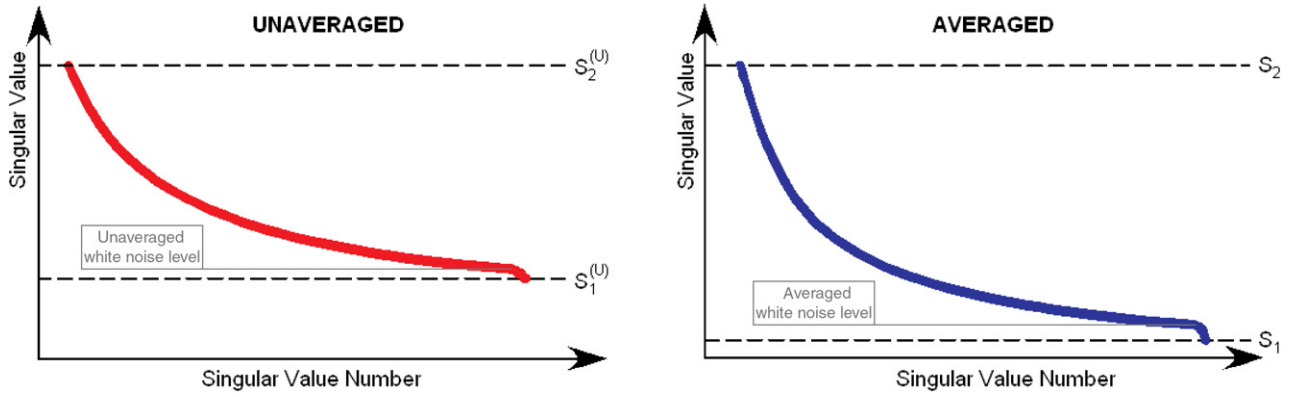 UNAVERAGED
Singular Value
S₂⁽ᵁ⁾
Unaveraged
white noise level
S₁⁽ᵁ⁾
Singular Value Number
AVERAGED
Singular Value
S₂
Averaged
white noise level
S₁
Singular Value Number